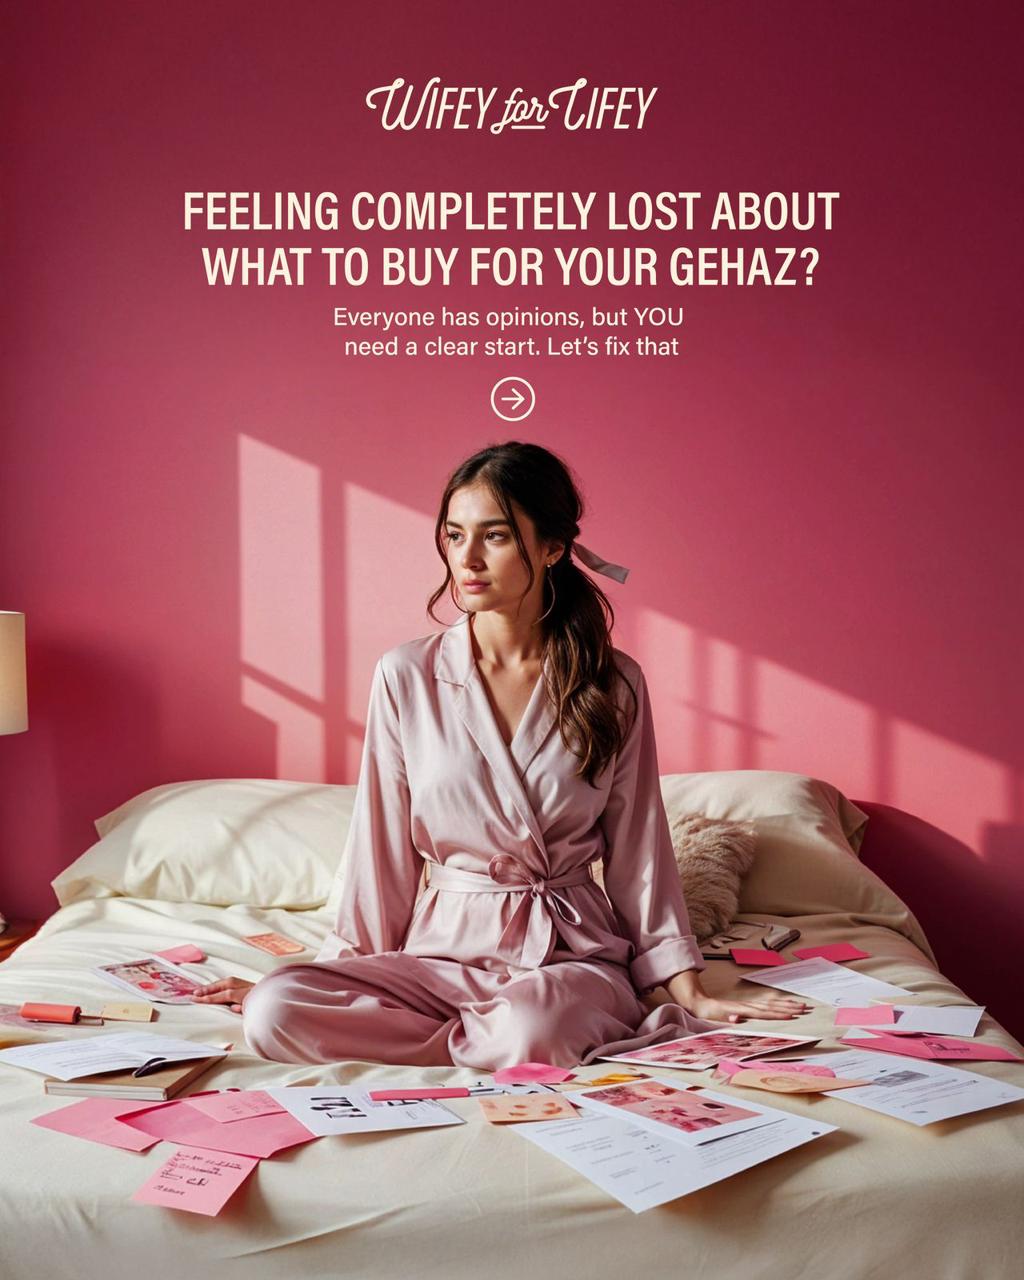 WIFEY for LIFEY
FEELING COMPLETELY LOST ABOUT
WHAT TO BUY FOR YOUR GEHAZ?
Everyone has opinions, but YOU
need a clear start. Let's fix that